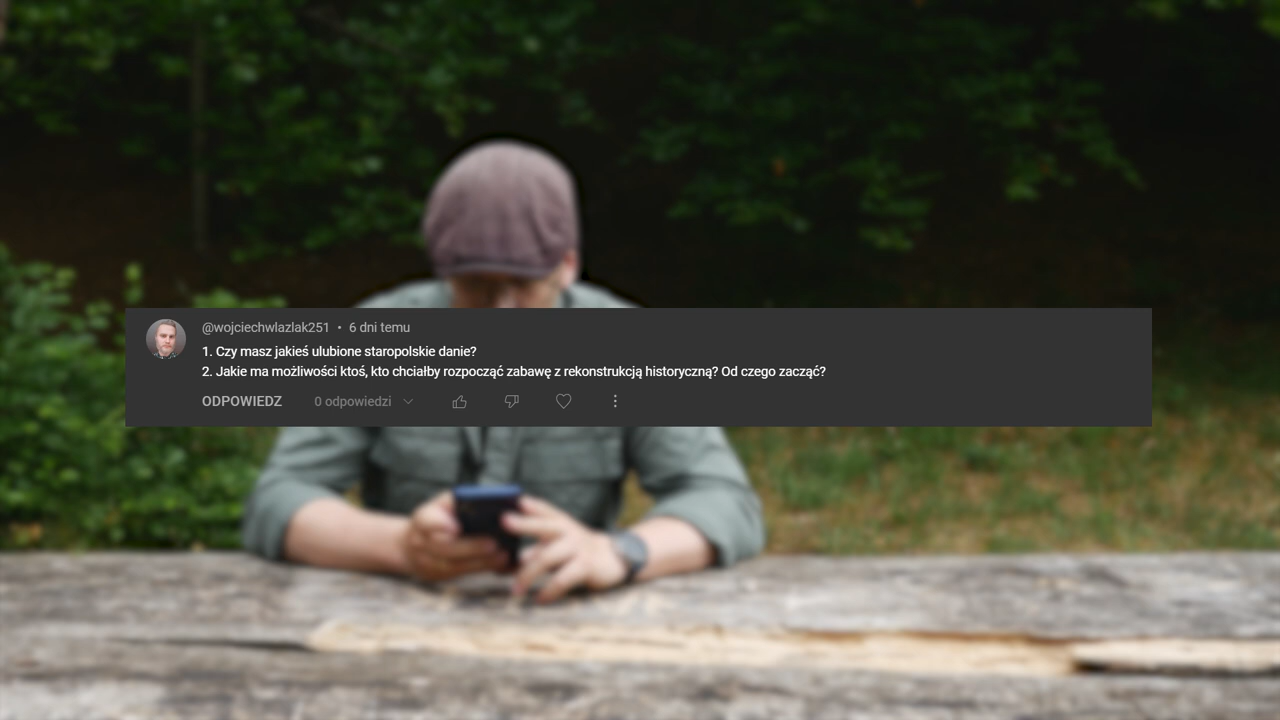 @wojciechwlazlak251 • 6 dni temu
1. Czy masz jakieś ulubione staropolskie danie?
2. Jakie ma możliwości ktoś, kto chciałby rozpocząć zabawę z rekonstrukcją historyczną? Od czego zacząć?
ODPOWIEDZ 0 odpowiedzi